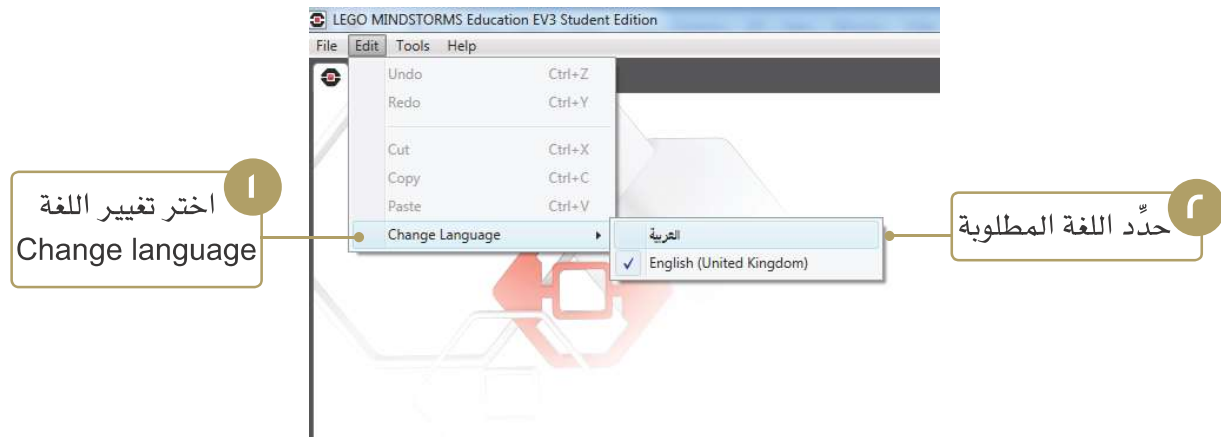 LEGO MINDSTORMS Education EV3 Student Edition
File Edit Tools Help
Undo Ctrl+Z
Redo Ctrl+Y
Cut Ctrl+X
Copy Ctrl+C
Paste Ctrl+V
Change Language
العربية
English (United Kingdom)
١
اختر تغيير اللغة
Change language
٢
حدِّد اللغة المطلوبة